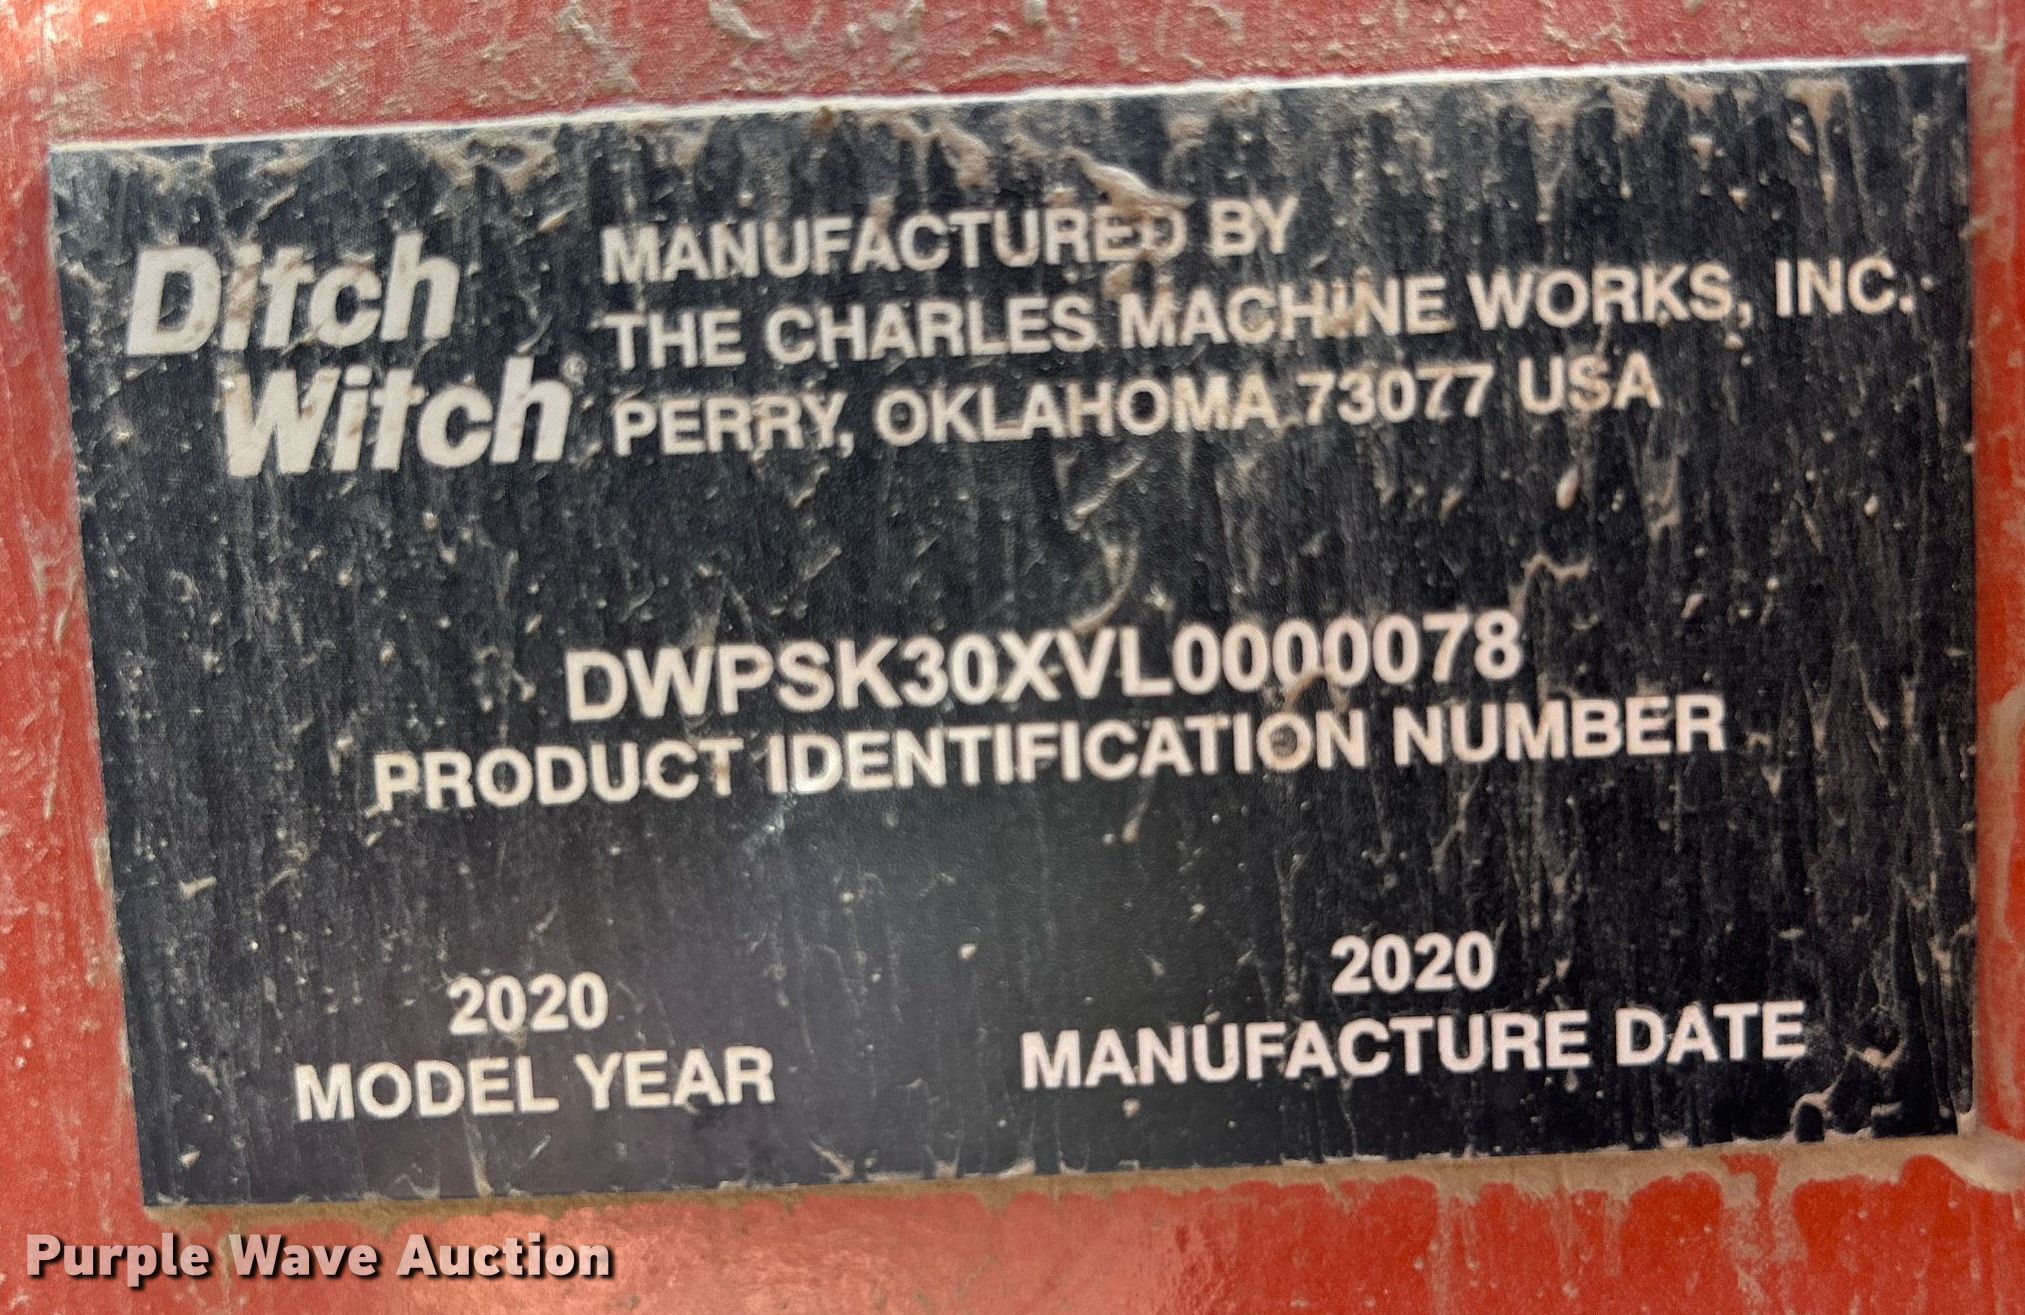 Ditch
Witch®
MANUFACTURED BY
THE CHARLES MACHINE WORKS, INC.
PERRY, OKLAHOMA 73077 USA
DWPSK30XVL0000078
PRODUCT IDENTIFICATION NUMBER
2020
MODEL YEAR
2020
MANUFACTURE DATE
Purple Wave Auction